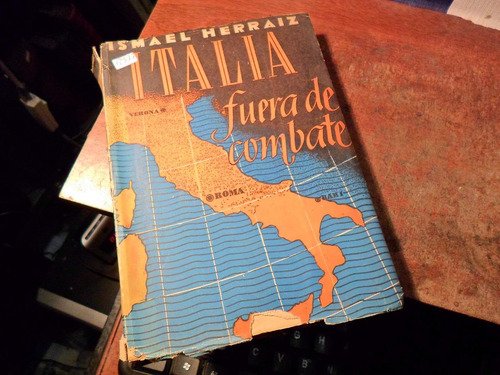 ISMAEL HERRAIZ
ITALIA
fuera de
combate
VERONA
ROMA
BARI
G H
C V B